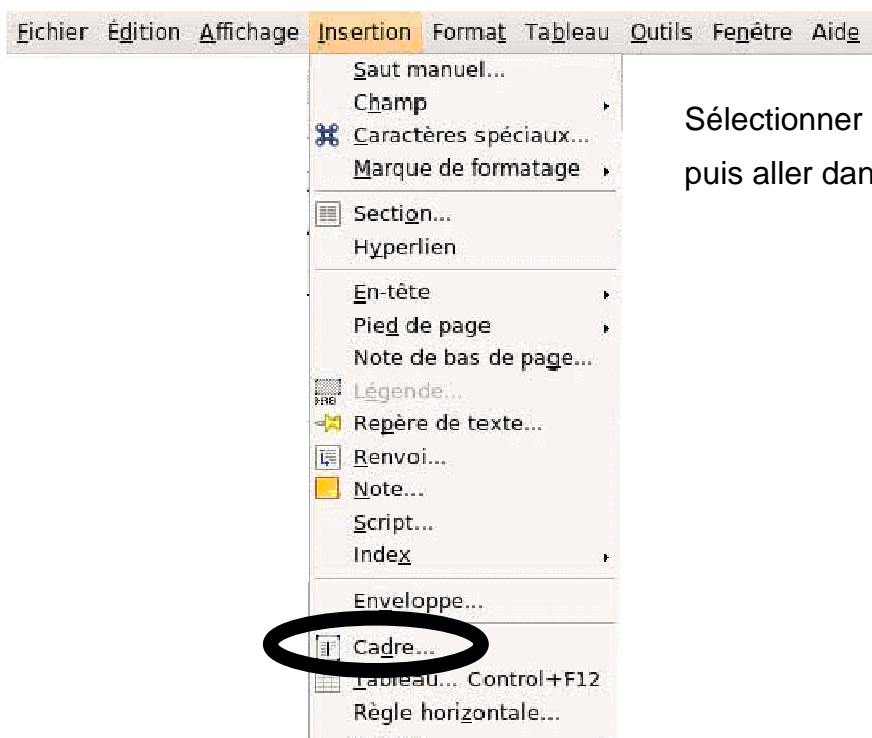 Fichier Édition Affichage Insertion Format Tableau Outils Fenêtre Aide
Saut manuel...
Champ
Caractères spéciaux...
Marque de formatage
Section...
Hyperlien
En-tête
Pied de page
Note de bas de page...
Légende...
Repère de texte...
Renvoi...
Note...
Script...
Index
Enveloppe...
Cadre...
Tableau... Control+F12
Règle horizontale...
Sélectionner
puis aller dan